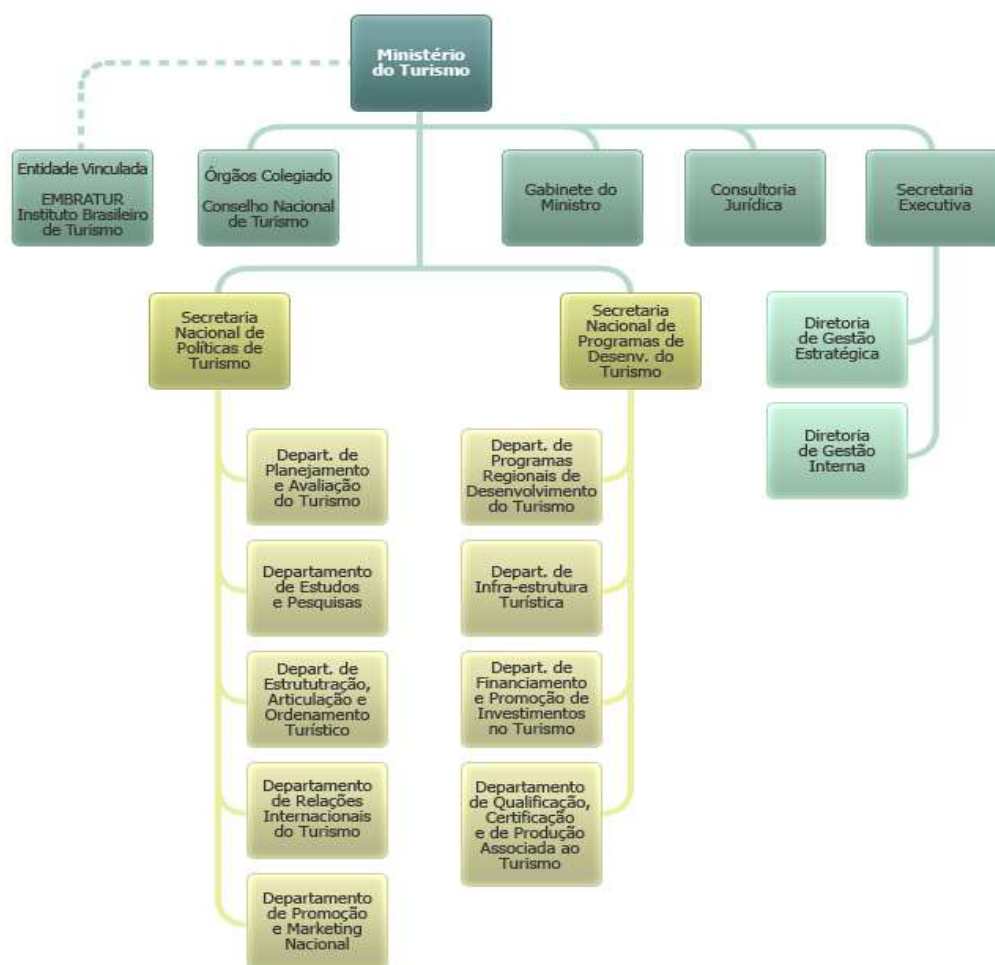 Ministério
do Turismo
Entidade Vinculada
EMBRATUR
Instituto Brasileiro
de Turismo
Órgãos Colegiado
Conselho Nacional
de Turismo
Gabinete do
Ministro
Consultoria
Jurídica
Secretaria
Executiva
Secretaria
Nacional de
Políticas de
Turismo
Secretaria
Nacional de
Programas de
Desenv. do
Turismo
Diretoria
de Gestão
Estratégica
Diretoria
de Gestão
Interna
Depart. de
Planejamento
e Avaliação
do Turismo
Departamento
de Estudos
e Pesquisas
Depart. de
Estrututração,
Articulação e
Ordenamento
Turístico
Departamento
de Relações
Internacionais
do Turismo
Departamento
de Promoção
e Marketing
Nacional
Depart. de
Programas
Regionais de
Desenvolvimento
do Turismo
Depart. de
Infra-estrutura
Turística
Depart. de
Financiamento
e Promoção de
Investimentos
no Turismo
Departamento
de Qualificação,
Certificação
e de Produção
Associada ao
Turismo